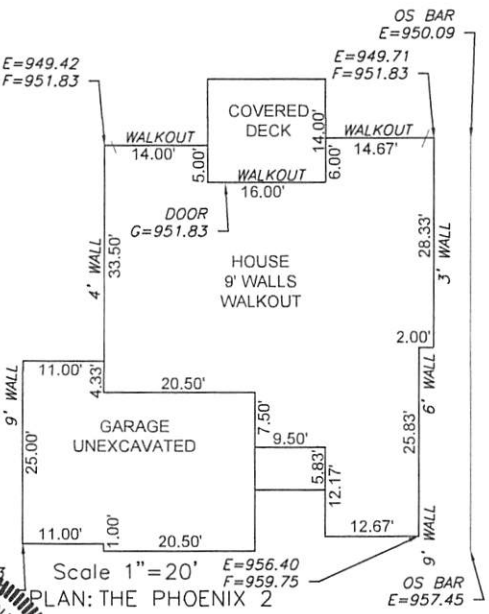 OS BAR
E=950.09
E=949.42
F=951.83
E=949.71
F=951.83
COVERED
DECK
WALKOUT
14.00'
5.00'
14.00'
6.00'
WALKOUT
14.67'
WALKOUT
16.00'
DOOR
G=951.83
4' WALL
33.50'
HOUSE
9' WALLS
WALKOUT
28.33'
3' WALL
2.00'
11.00'
4.33'
20.50'
9' WALL
25.00'
GARAGE
UNEXCAVATED
7.50'
9.50'
5.83'
12.17'
25.83'
6' WALL
11.00'
1.00'
20.50'
12.67'
9' WALL
Scale 1"=20'
E=956.40
F=959.75
PLAN: THE PHOENIX 2
OS BAR
E=957.45